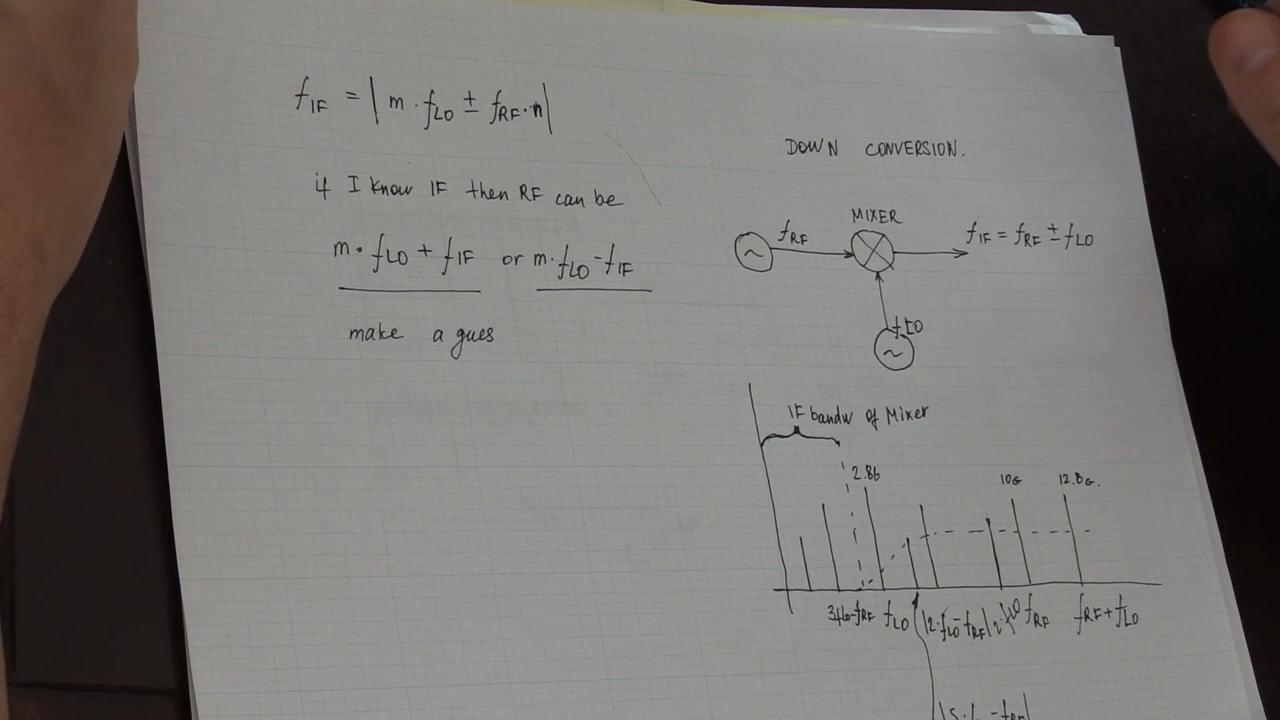 f_IF = | m · f_LO ± f_RF · n |
if I know IF then RF can be
m · f_LO + f_IF or m · f_LO - f_IF
make a gues
DOWN CONVERSION.
MIXER
f_RF
f_IF = f_RF ± f_LO
f_LO
IF bandw of Mixer
2.8G 10G 12.8G.
3f_LO-f_RF f_LO |2·f_LO-f_RF| f_RF f_RF+f_LO